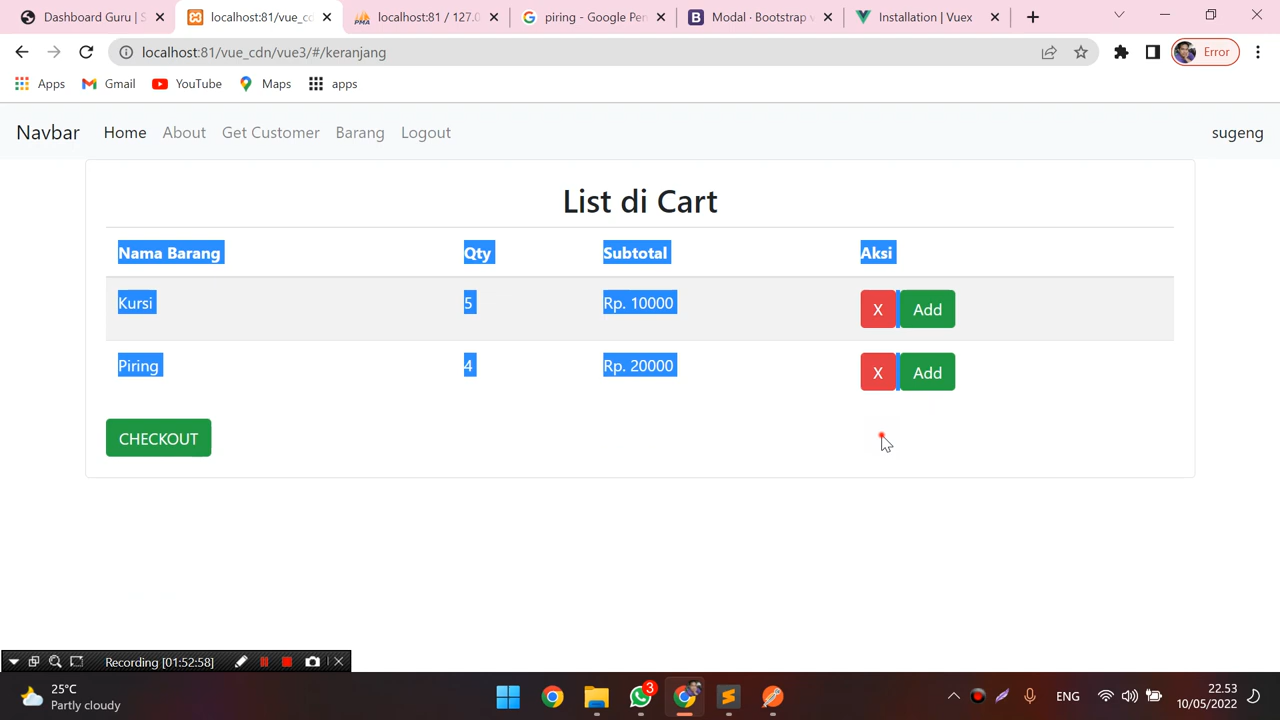 Dashboard Guru | S
localhost:81/vue_cd
localhost:81 / 127.0
piring - Google Pen
Modal · Bootstrap v
Installation | Vuex
localhost:81/vue_cdn/vue3/#/keranjang
Error
Apps
Gmail
YouTube
Maps
apps
Navbar
Home
About
Get Customer
Barang
Logout
sugeng
List di Cart
Nama Barang Qty Subtotal Aksi
Kursi 5 Rp. 10000 X Add
Piring 4 Rp. 20000 X Add
CHECKOUT
Recording [01:52:58]
25°C
Partly cloudy
3
ENG
22.53
10/05/2022